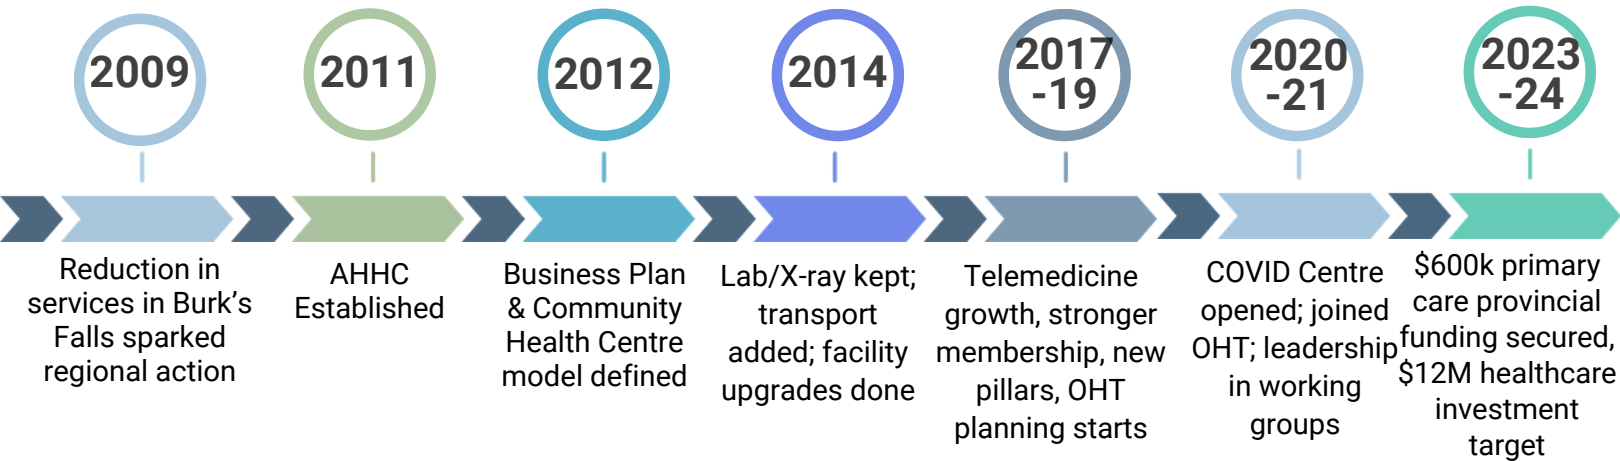 2009
Reduction in
services in Burk's
Falls sparked
regional action
2011
AHHC
Established
2012
Business Plan
& Community
Health Centre
model defined
2014
Lab/X-ray kept;
transport
added; facility
upgrades done
2017
-19
Telemedicine
growth, stronger
membership, new
pillars, OHT
planning starts
2020
-21
COVID Centre
opened; joined
OHT; leadership
in working
groups
2023
-24
$600k primary
care provincial
funding secured,
$12M healthcare
investment
target